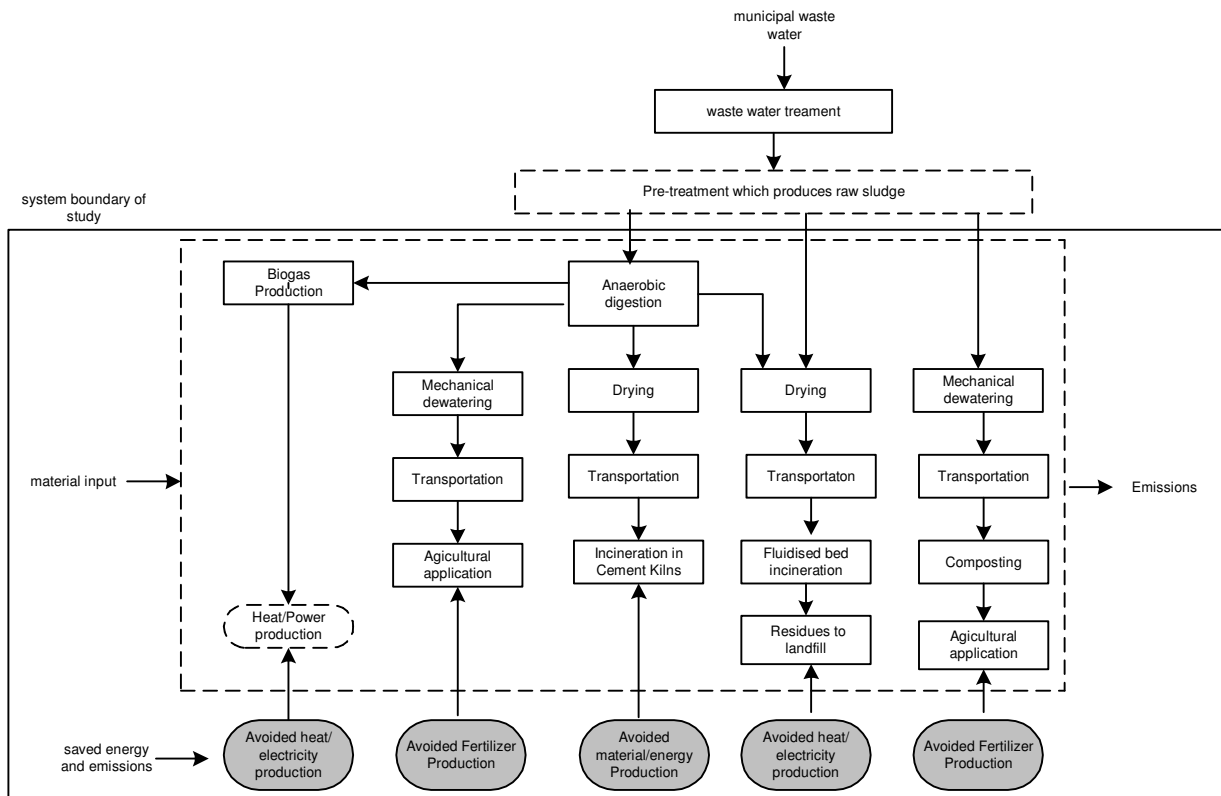 municipal waste
water
waste water treament
Pre-treatment which produces raw sludge
system boundary of
study
Biogas
Production
Anaerobic
digestion
Mechanical
dewatering
Drying
Drying
Mechanical
dewatering
Transportation
Transportation
Transportaton
Transportation
material input
Emissions
Agicultural
application
Incineration in
Cement Kilns
Fluidised bed
incineration
Composting
Heat/Power
production
Residues to
landfill
Agicultural
application
saved energy
and emissions
Avoided heat/
electricity
production
Avoided Fertilizer
Production
Avoided
material/energy
Production
Avoided heat/
electricity
production
Avoided Fertilizer
Production